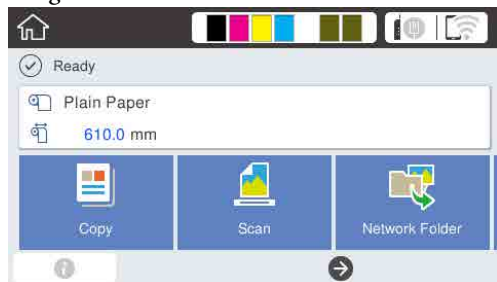 Ready
Plain Paper
610.0 mm
Copy
Scan
Network Folder